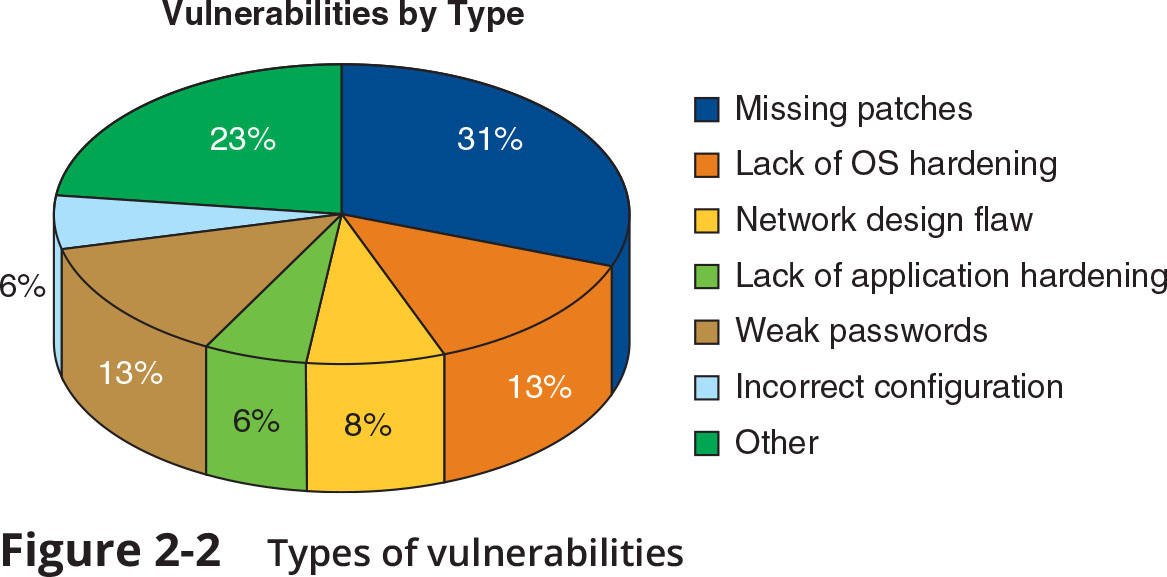 Vulnerabilities by Type
23%
31%
6%
13%
6%
8%
13%
Missing patches
Lack of OS hardening
Network design flaw
Lack of application hardening
Weak passwords
Incorrect configuration
Other
Figure 2-2 Types of vulnerabilities